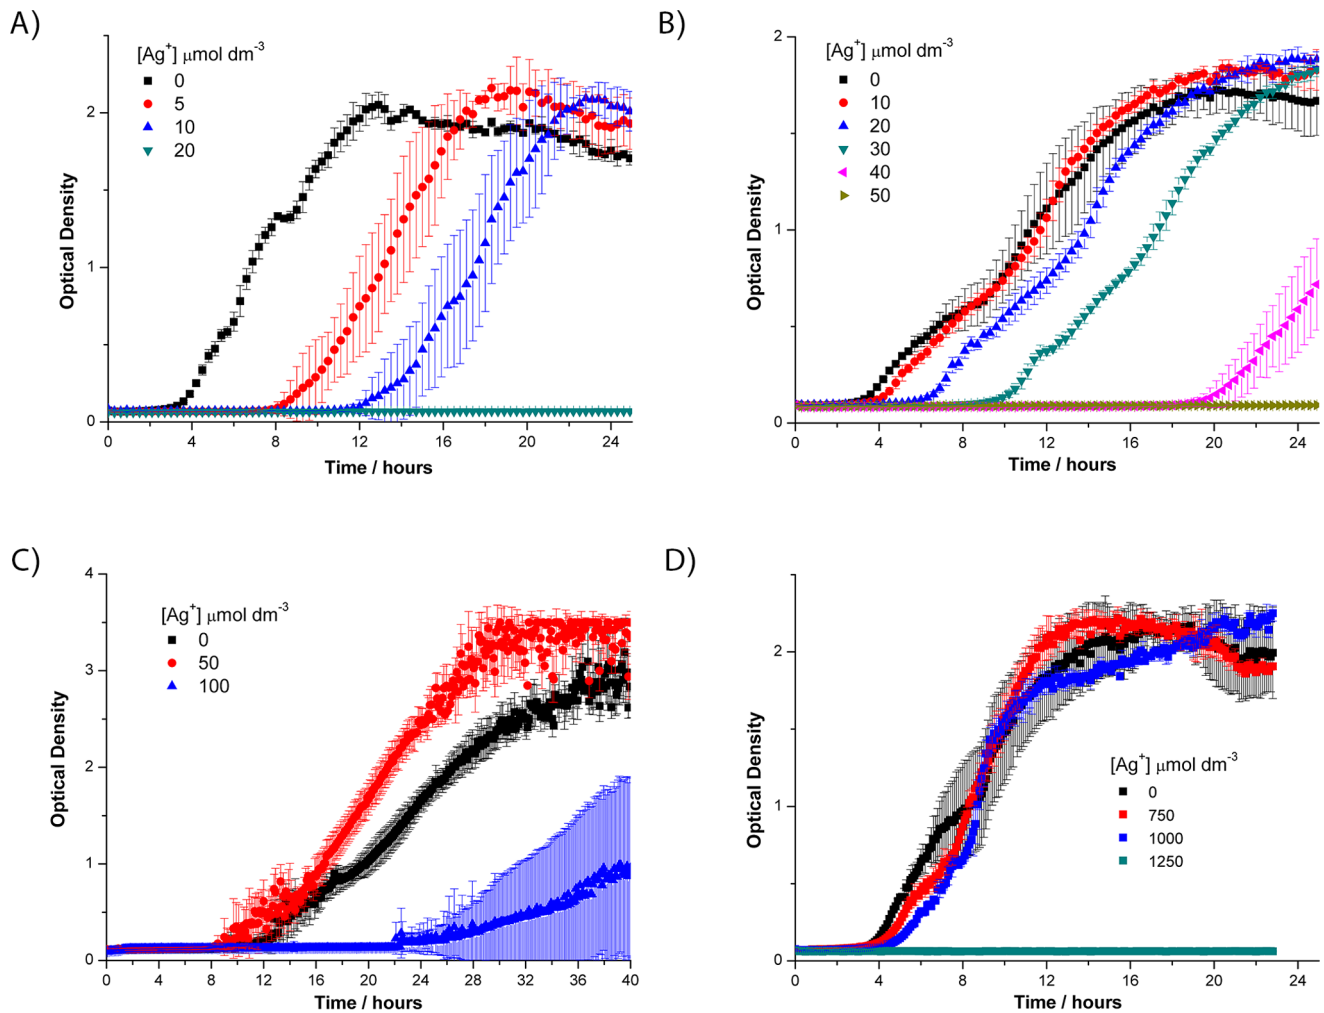 A)
[Ag⁺] μmol dm⁻³
0
5
10
20
Optical Density
2
1
0
0 4 8 12 16 20 24
Time / hours
B)
[Ag⁺] μmol dm⁻³
0
10
20
30
40
50
Optical Density
2
1
0
0 4 8 12 16 20 24
Time / hours
C)
[Ag⁺] μmol dm⁻³
0
50
100
Optical Density
4
3
2
1
0
0 4 8 12 16 20 24 28 32 36 40
Time / hours
D)
[Ag⁺] μmol dm⁻³
0
750
1000
1250
Optical Density
2
1
0
0 4 8 12 16 20 24
Time / hours